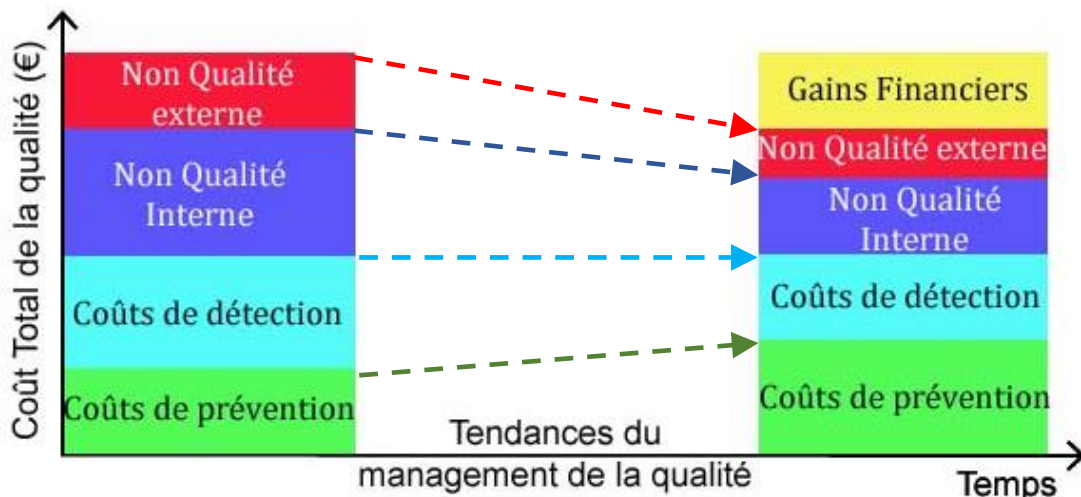 Coût Total de la qualité (€)
Non Qualité
externe
Non Qualité
Interne
Coûts de détection
Coûts de prévention
Gains Financiers
Non Qualité externe
Non Qualité
Interne
Coûts de détection
Coûts de prévention
Tendances du
management de la qualité
Temps